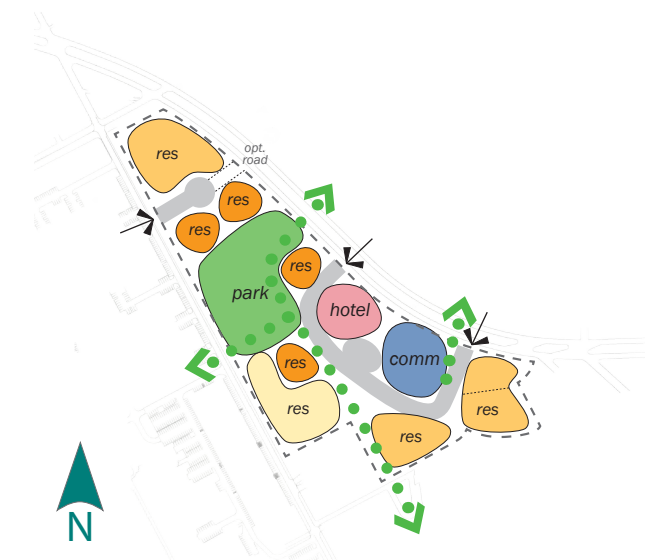 res
opt.
road
res
res
res
park
hotel
comm
res
res
res
res
N